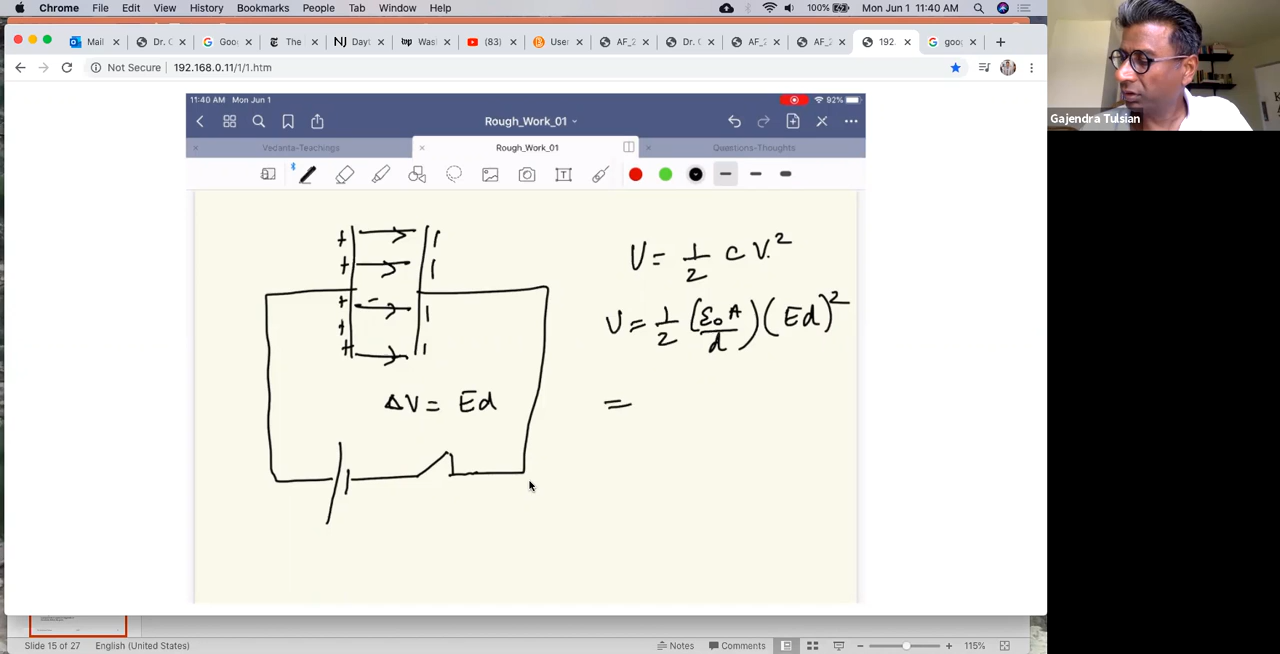 Chrome File Edit View History Bookmarks People Tab Window Help 100% Mon Jun 1 11:40 AM
Mail Dr. C Goo The Dayt Was (83) User AF_2 Dr. C AF_2 AF_2 192. goo
Not Secure 192.168.0.11/1/1.htm
Gajendra Tulsian
11:40 AM Mon Jun 1 92%
Rough_Work_01
Vedanta-Teachings Rough_Work_01 Questions-Thoughts
T
+ + + + +
U = 1/2 C V²
U = 1/2 (ε₀A/d)(Ed)²
ΔV = Ed
=
Slide 15 of 27 English (United States) Notes Comments 115%